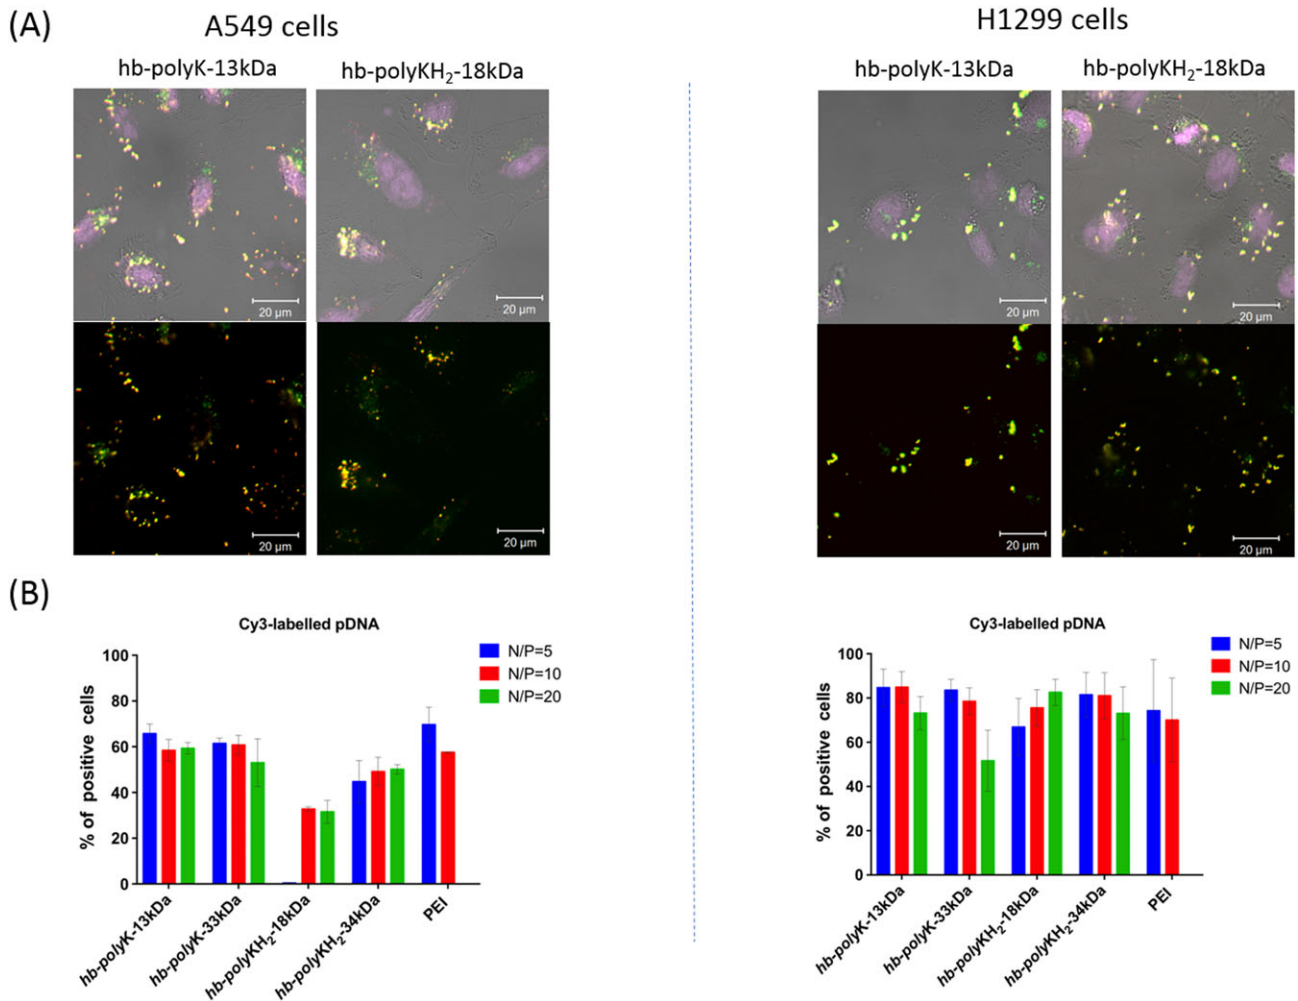 (A)
A549 cells
H1299 cells
hb-polyK-13kDa
hb-polyKH₂-18kDa
hb-polyK-13kDa
hb-polyKH₂-18kDa
20 µm
20 µm
20 µm
20 µm
20 µm
20 µm
20 µm
20 µm
(B)
Cy3-labelled pDNA
N/P=5
N/P=10
N/P=20
% of positive cells
100
80
60
40
20
0
hb-polyK-13kDa
hb-polyK-33kDa
hb-polyKH₂-18kDa
hb-polyKH₂-34kDa
PEI
Cy3-labelled pDNA
N/P=5
N/P=10
N/P=20
% of positive cells
100
80
60
40
20
0
hb-polyK-13kDa
hb-polyK-33kDa
hb-polyKH₂-18kDa
hb-polyKH₂-34kDa
PEI